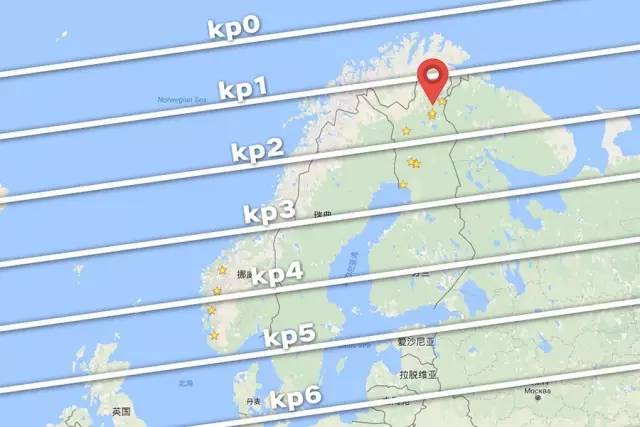 kp0
kp1
Norwegian Sea
kp2
kp3
瑞典
kp4
挪威
芬兰
kp5
爱沙尼亚
北海
拉脱维亚
Москва
kp6
丹麦
英国